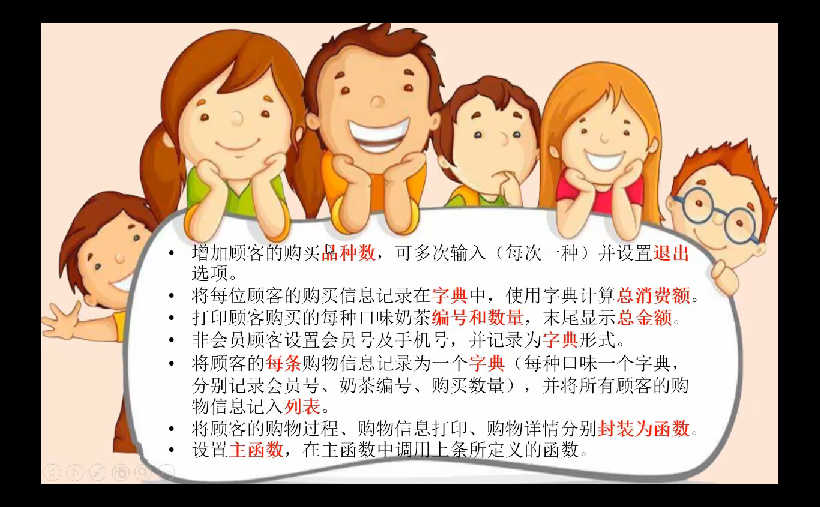 • 增加顾客的购买品种数，可多次输入（每次一种）并设置退出
选项。
• 将每位顾客的购买信息记录在字典中，使用字典计算总消费额。
• 打印顾客购买的每种口味奶茶编号和数量，末尾显示总金额。
• 非会员顾客设置会员号及手机号，并记录为字典形式。
• 将顾客的每条购物信息记录为一个字典（每种口味一个字典，
分别记录会员号、奶茶编号、购买数量），并将所有顾客的购
物信息记入列表。
• 将顾客的购物过程、购物信息打印、购物详情分别封装为函数。
• 设置主函数，在主函数中调用上条所定义的函数。